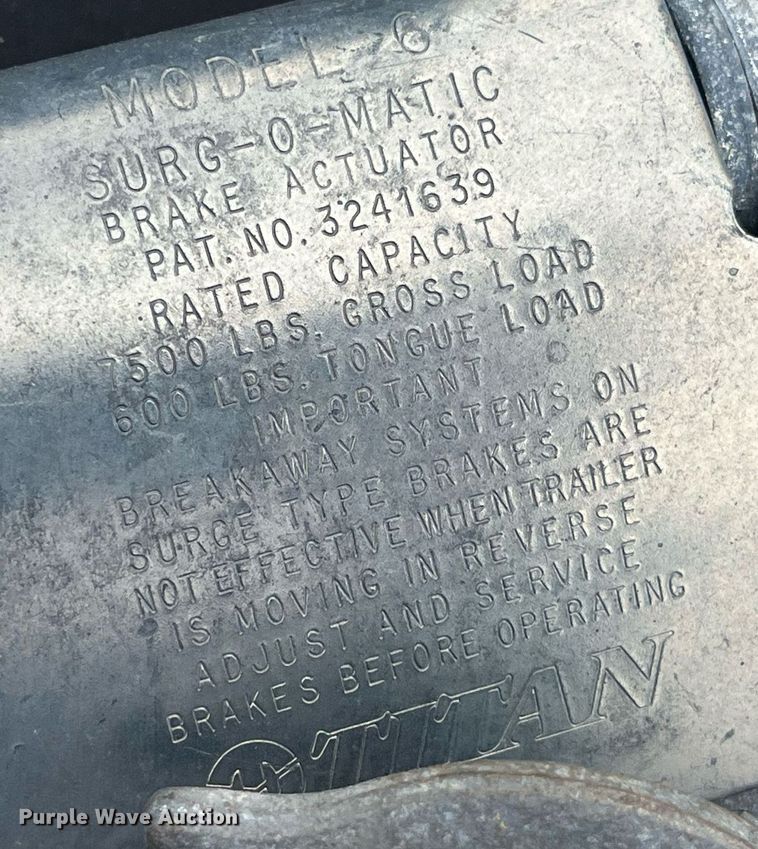 MODEL 6
SURG-O-MATIC
BRAKE ACTUATOR
PAT. NO. 3241639
RATED CAPACITY
7500 LBS. GROSS LOAD
600 LBS. TONGUE LOAD
IMPORTANT
BREAKAWAY SYSTEMS ON
SURGE TYPE BRAKES ARE
NOT EFFECTIVE WHEN TRAILER
IS MOVING IN REVERSE
ADJUST AND SERVICE
BRAKES BEFORE OPERATING
TITAN
Purple Wave Auction